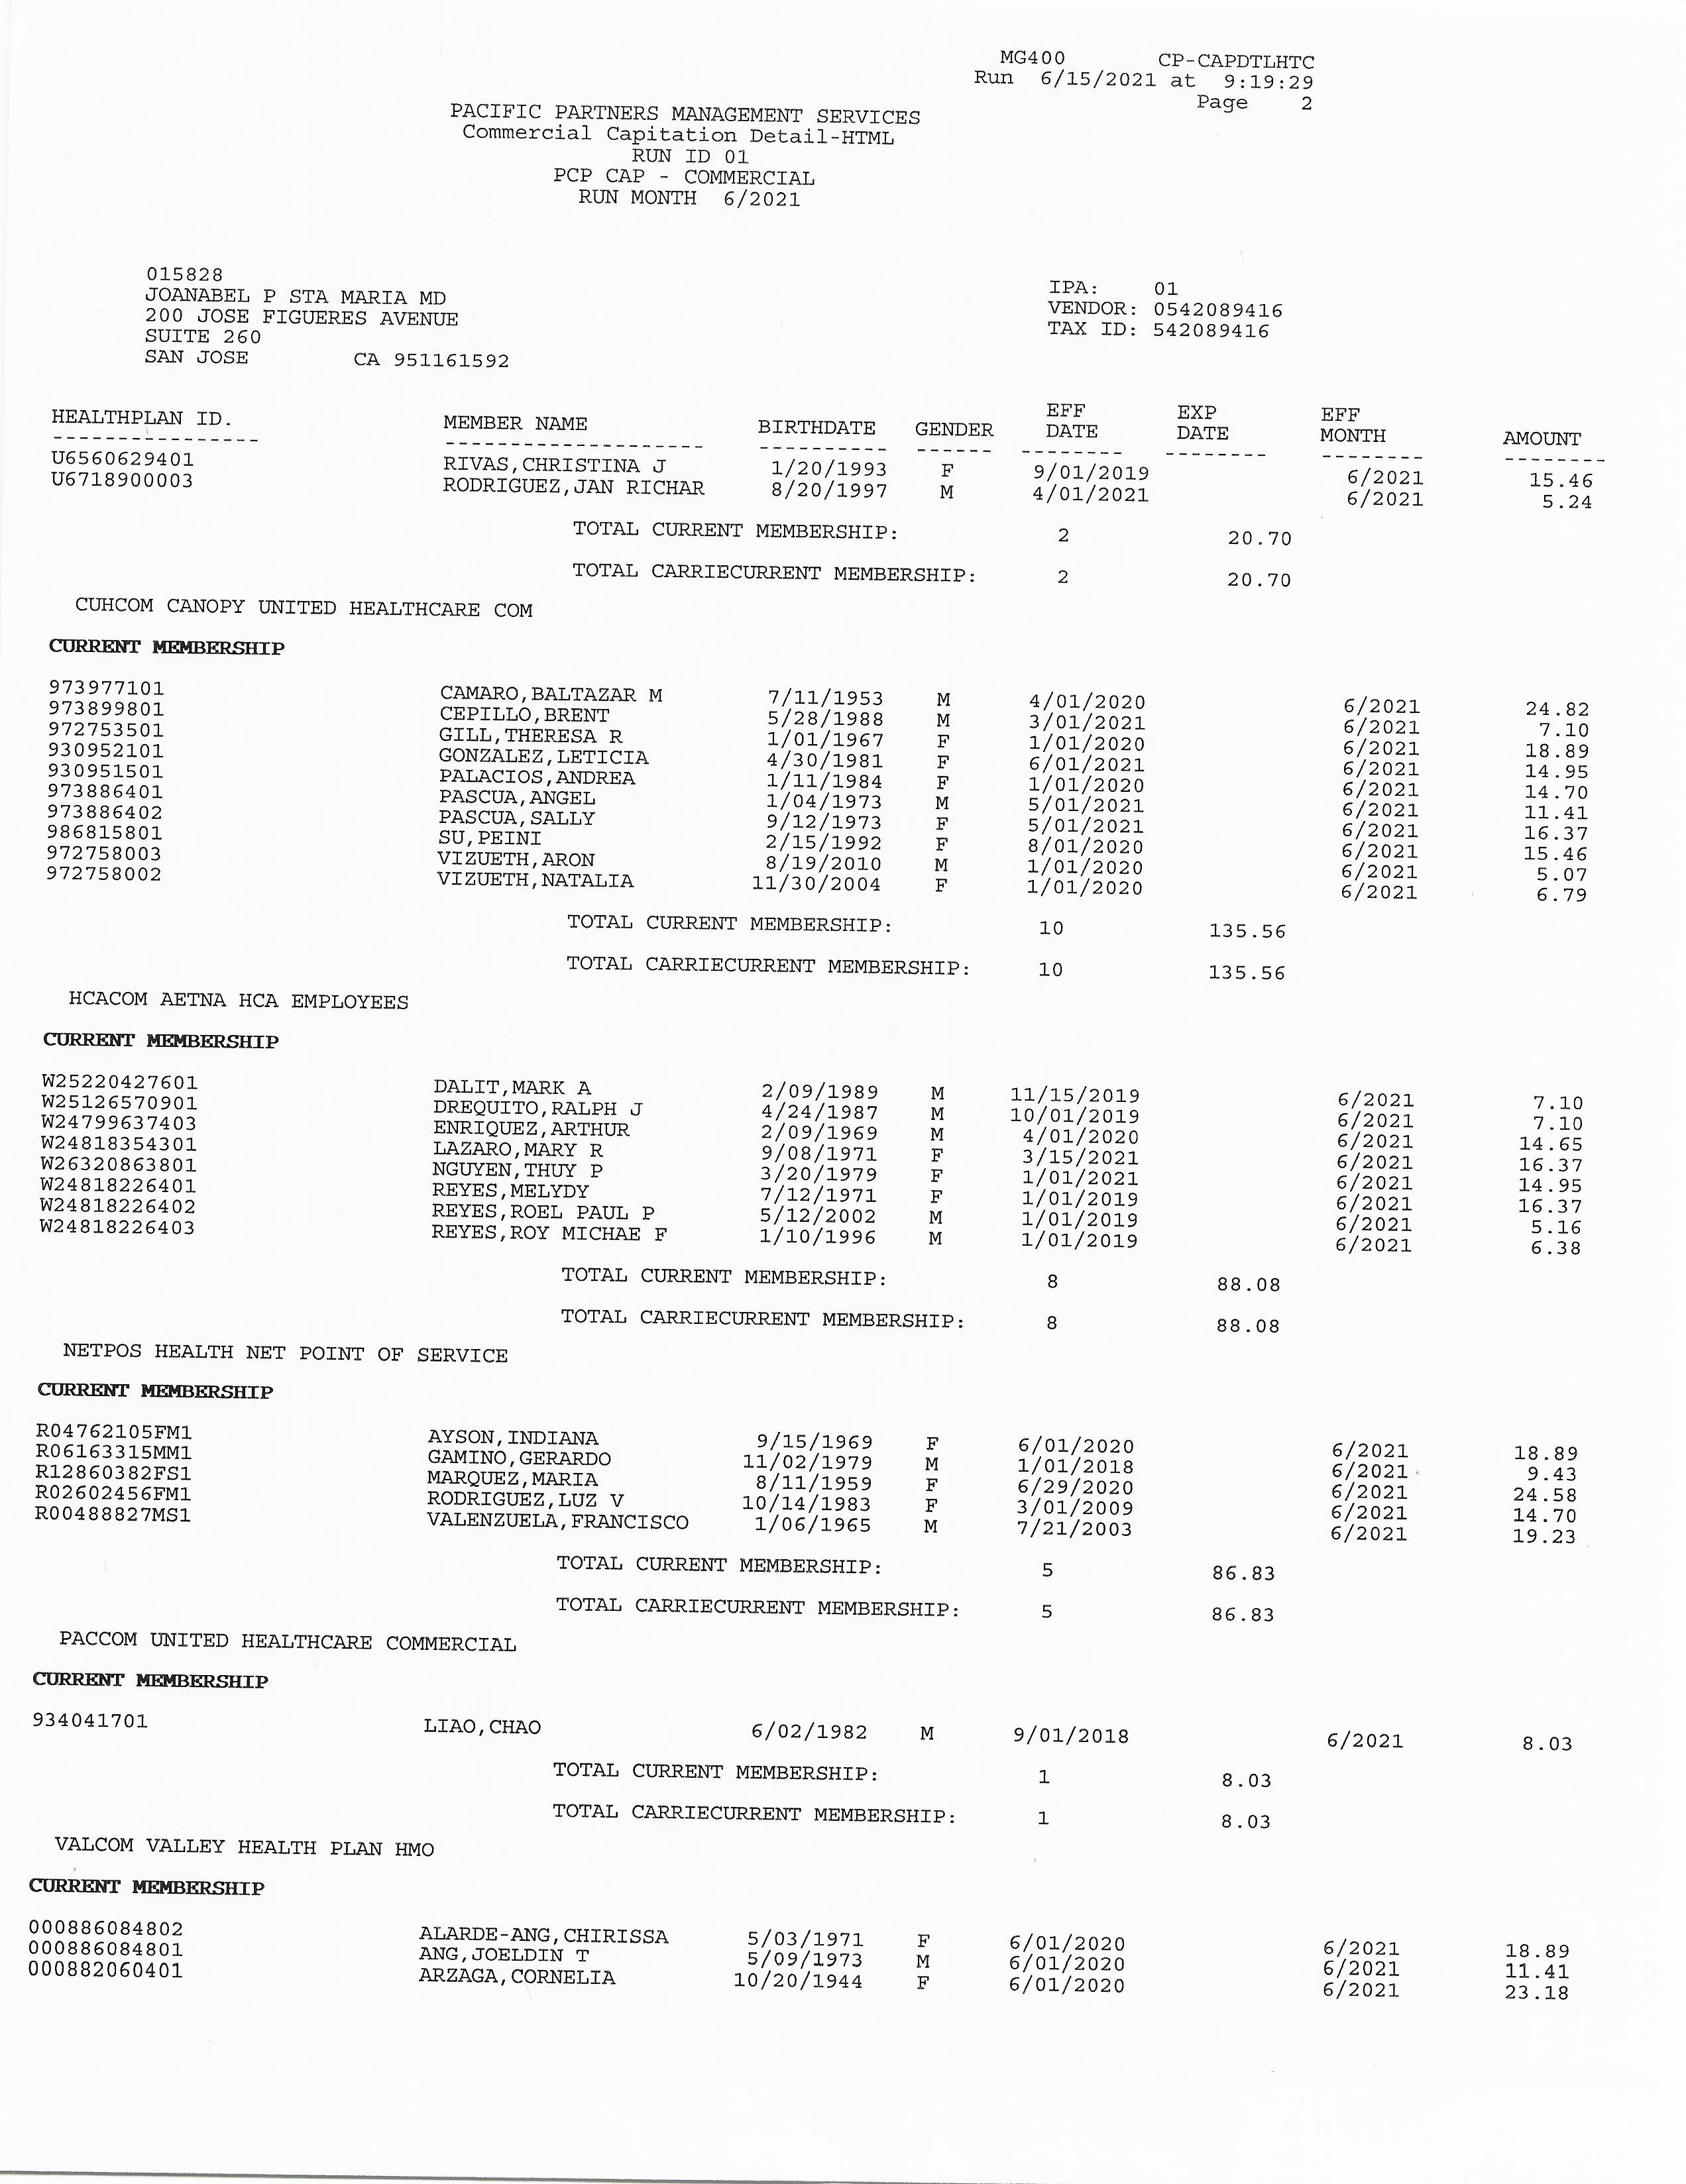 MG400 CP-CAPDTLHTC
Run 6/15/2021 at 9:19:29
Page 2
PACIFIC PARTNERS MANAGEMENT SERVICES
Commercial Capitation Detail-HTML
RUN ID 01
PCP CAP - COMMERCIAL
RUN MONTH 6/2021
015828
JOANABEL P STA MARIA MD
200 JOSE FIGUERES AVENUE
SUITE 260
SAN JOSE CA 951161592
IPA: 01
VENDOR: 0542089416
TAX ID: 542089416
HEALTHPLAN ID. MEMBER NAME BIRTHDATE GENDER EFF DATE EXP DATE EFF MONTH AMOUNT
U6560629401 RIVAS,CHRISTINA J 1/20/1993 F 9/01/2019 6/2021 15.46
U6718900003 RODRIGUEZ,JAN RICHAR 8/20/1997 M 4/01/2021 6/2021 5.24
TOTAL CURRENT MEMBERSHIP: 2 20.70
TOTAL CARRIECURRENT MEMBERSHIP: 2 20.70
CUHCOM CANOPY UNITED HEALTHCARE COM
CURRENT MEMBERSHIP
973977101 CAMARO,BALTAZAR M 7/11/1953 M 4/01/2020 6/2021 24.82
973899801 CEPILLO,BRENT 5/28/1988 M 3/01/2021 6/2021 7.10
972753501 GILL,THERESA R 1/01/1967 F 1/01/2020 6/2021 18.89
930952101 GONZALEZ,LETICIA 4/30/1981 F 6/01/2021 6/2021 14.95
930951501 PALACIOS,ANDREA 1/11/1984 F 1/01/2020 6/2021 14.70
973886401 PASCUA,ANGEL 1/04/1973 M 5/01/2021 6/2021 11.41
973886402 PASCUA,SALLY 9/12/1973 F 5/01/2021 6/2021 16.37
986815801 SU,PEINI 2/15/1992 F 8/01/2020 6/2021 15.46
972758003 VIZUETH,ARON 8/19/2010 M 1/01/2020 6/2021 5.07
972758002 VIZUETH,NATALIA 11/30/2004 F 1/01/2020 6/2021 6.79
TOTAL CURRENT MEMBERSHIP: 10 135.56
TOTAL CARRIECURRENT MEMBERSHIP: 10 135.56
HCACOM AETNA HCA EMPLOYEES
CURRENT MEMBERSHIP
W25220427601 DALIT,MARK A 2/09/1989 M 11/15/2019 6/2021 7.10
W25126570901 DREQUITO,RALPH J 4/24/1987 M 10/01/2019 6/2021 7.10
W24799637403 ENRIQUEZ,ARTHUR 2/09/1969 M 4/01/2020 6/2021 14.65
W24818354301 LAZARO,MARY R 9/08/1971 F 3/15/2021 6/2021 16.37
W26320863801 NGUYEN,THUY P 3/20/1979 F 1/01/2021 6/2021 14.95
W24818226401 REYES,MELYDY 7/12/1971 F 1/01/2019 6/2021 16.37
W24818226402 REYES,ROEL PAUL P 5/12/2002 M 1/01/2019 6/2021 5.16
W24818226403 REYES,ROY MICHAE F 1/10/1996 M 1/01/2019 6/2021 6.38
TOTAL CURRENT MEMBERSHIP: 8 88.08
TOTAL CARRIECURRENT MEMBERSHIP: 8 88.08
NETPOS HEALTH NET POINT OF SERVICE
CURRENT MEMBERSHIP
R04762105FM1 AYSON,INDIANA 9/15/1969 F 6/01/2020 6/2021 18.89
R06163315MM1 GAMINO,GERARDO 11/02/1979 M 1/01/2018 6/2021 9.43
R12860382FS1 MARQUEZ,MARIA 8/11/1959 F 6/29/2020 6/2021 24.58
R02602456FM1 RODRIGUEZ,LUZ V 10/14/1983 F 3/01/2009 6/2021 14.70
R00488827MS1 VALENZUELA,FRANCISCO 1/06/1965 M 7/21/2003 6/2021 19.23
TOTAL CURRENT MEMBERSHIP: 5 86.83
TOTAL CARRIECURRENT MEMBERSHIP: 5 86.83
PACCOM UNITED HEALTHCARE COMMERCIAL
CURRENT MEMBERSHIP
934041701 LIAO,CHAO 6/02/1982 M 9/01/2018 6/2021 8.03
TOTAL CURRENT MEMBERSHIP: 1 8.03
TOTAL CARRIECURRENT MEMBERSHIP: 1 8.03
VALCOM VALLEY HEALTH PLAN HMO
CURRENT MEMBERSHIP
000886084802 ALARDE-ANG,CHIRISSA 5/03/1971 F 6/01/2020 6/2021 18.89
000886084801 ANG,JOELDIN T 5/09/1973 M 6/01/2020 6/2021 11.41
000882060401 ARZAGA,CORNELIA 10/20/1944 F 6/01/2020 6/2021 23.18